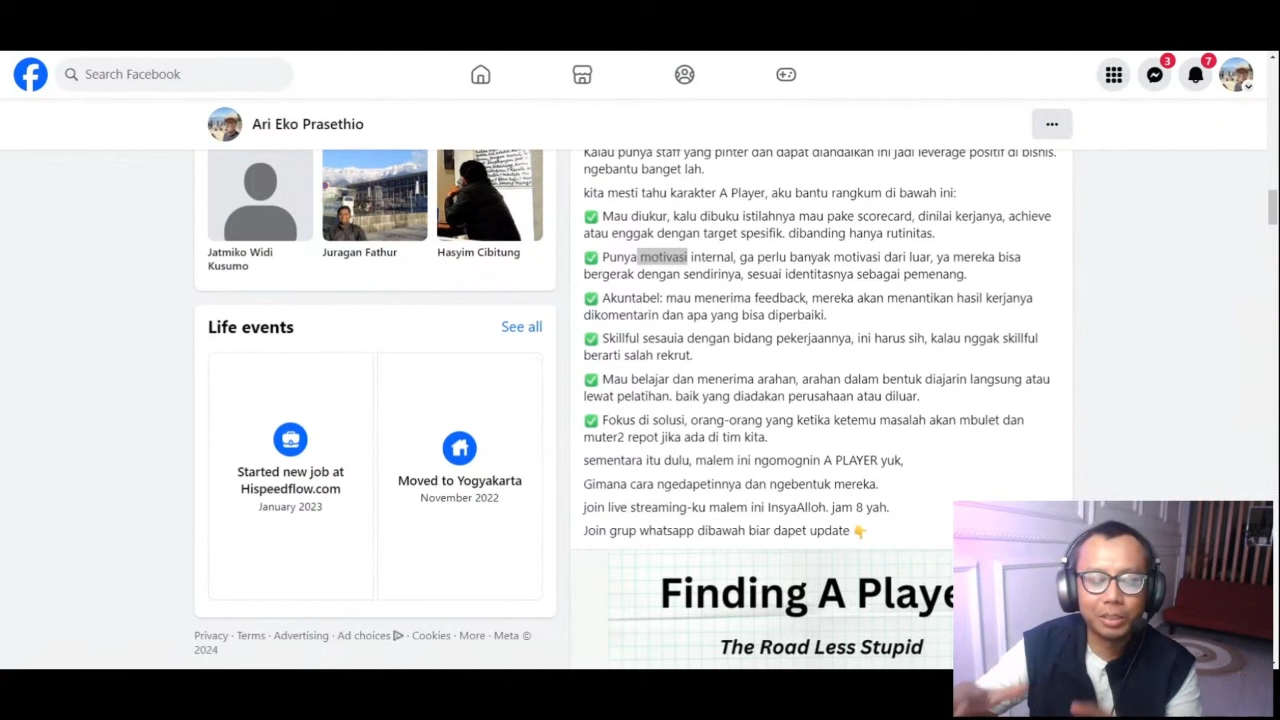 Search Facebook
3
7
Ari Eko Prasethio
...
Jatmiko Widi
Kusumo
Juragan Fathur
Hasyim Cibitung
Life events
See all
Started new job at
Hispeedflow.com
January 2023
Moved to Yogyakarta
November 2022
Privacy · Terms · Advertising · Ad choices · Cookies · More · Meta ©
2024
Kalau punya staff yang pinter dan dapat diandalkan ini jadi leverage positif di bisnis.
ngebantu banget lah.
kita mesti tahu karakter A Player, aku bantu rangkum di bawah ini:
✅ Mau diukur, kalu dibuku istilahnya mau pake scorecard, dinilai kerjanya, achieve
atau enggak dengan target spesifik. dibanding hanya rutinitas.
✅ Punya motivasi internal, ga perlu banyak motivasi dari luar, ya mereka bisa
bergerak dengan sendirinya, sesuai identitasnya sebagai pemenang.
✅ Akuntabel: mau menerima feedback, mereka akan menantikan hasil kerjanya
dikomentarin dan apa yang bisa diperbaiki.
✅ Skillful sesauia dengan bidang pekerjaannya, ini harus sih, kalau nggak skillful
berarti salah rekrut.
✅ Mau belajar dan menerima arahan, arahan dalam bentuk diajarin langsung atau
lewat pelatihan. baik yang diadakan perusahaan atau diluar.
✅ Fokus di solusi, orang-orang yang ketika ketemu masalah akan mbulet dan
muter2 repot jika ada di tim kita.
sementara itu dulu, malem ini ngomognin A PLAYER yuk,
Gimana cara ngedapetinnya dan ngebentuk mereka.
join live streaming-ku malem ini InsyaAlloh. jam 8 yah.
Join grup whatsapp dibawah biar dapet update 👇
Finding A Playe
The Road Less Stupid